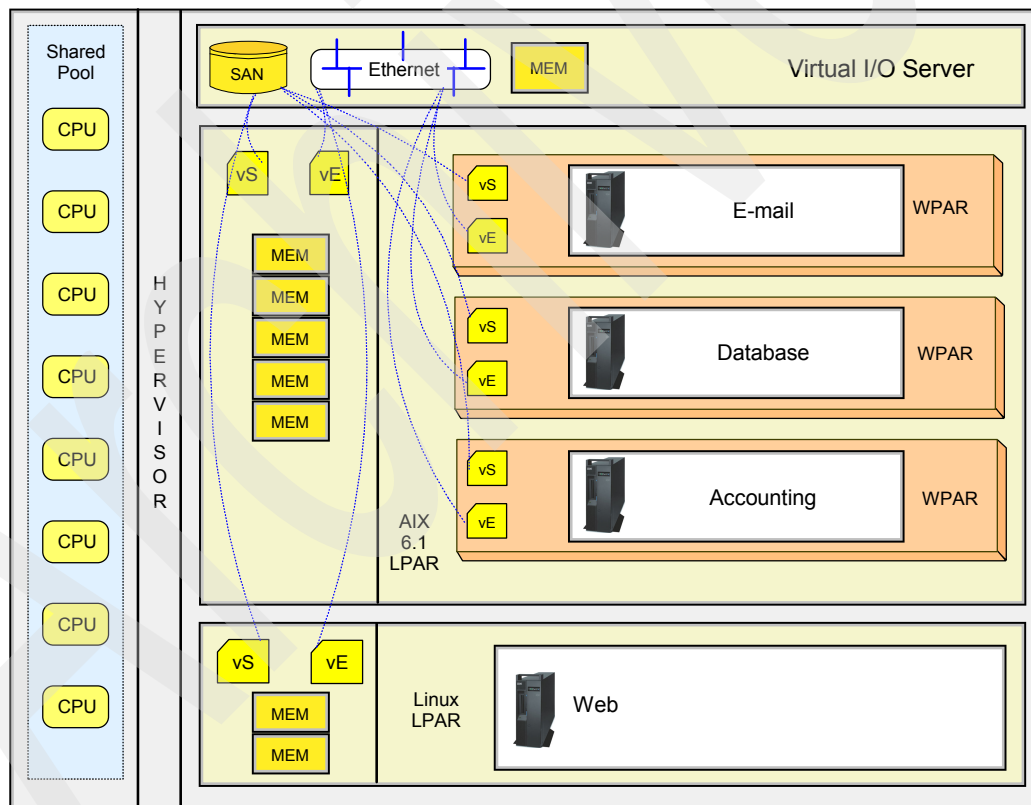 Shared
Pool
CPU
CPU
CPU
CPU
CPU
CPU
CPU
CPU
H
Y
P
E
R
V
I
S
O
R
SAN
Ethernet
MEM
Virtual I/O Server
vS
vE
MEM
MEM
MEM
MEM
MEM
AIX
6.1
LPAR
vS
vE
E-mail
WPAR
vS
vE
Database
WPAR
vS
vE
Accounting
WPAR
vS
vE
MEM
MEM
Linux
LPAR
Web